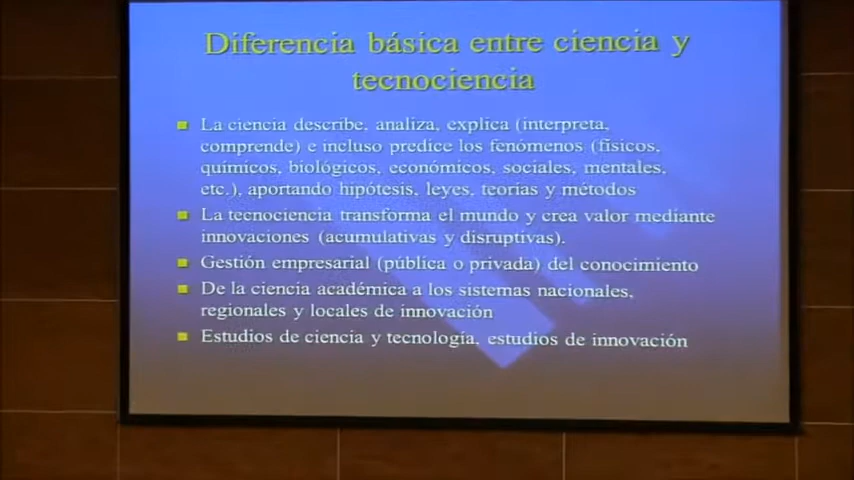 Diferencia básica entre ciencia y
tecnociencia
La ciencia describe, analiza, explica (interpreta,
comprende) e incluso predice los fenómenos (físicos,
químicos, biológicos, económicos, sociales, mentales,
etc.), aportando hipótesis, leyes, teorías y métodos
La tecnociencia transforma el mundo y crea valor mediante
innovaciones (acumulativas y disruptivas).
Gestión empresarial (pública o privada) del conocimiento
De la ciencia académica a los sistemas nacionales,
regionales y locales de innovación
Estudios de ciencia y tecnología, estudios de innovación